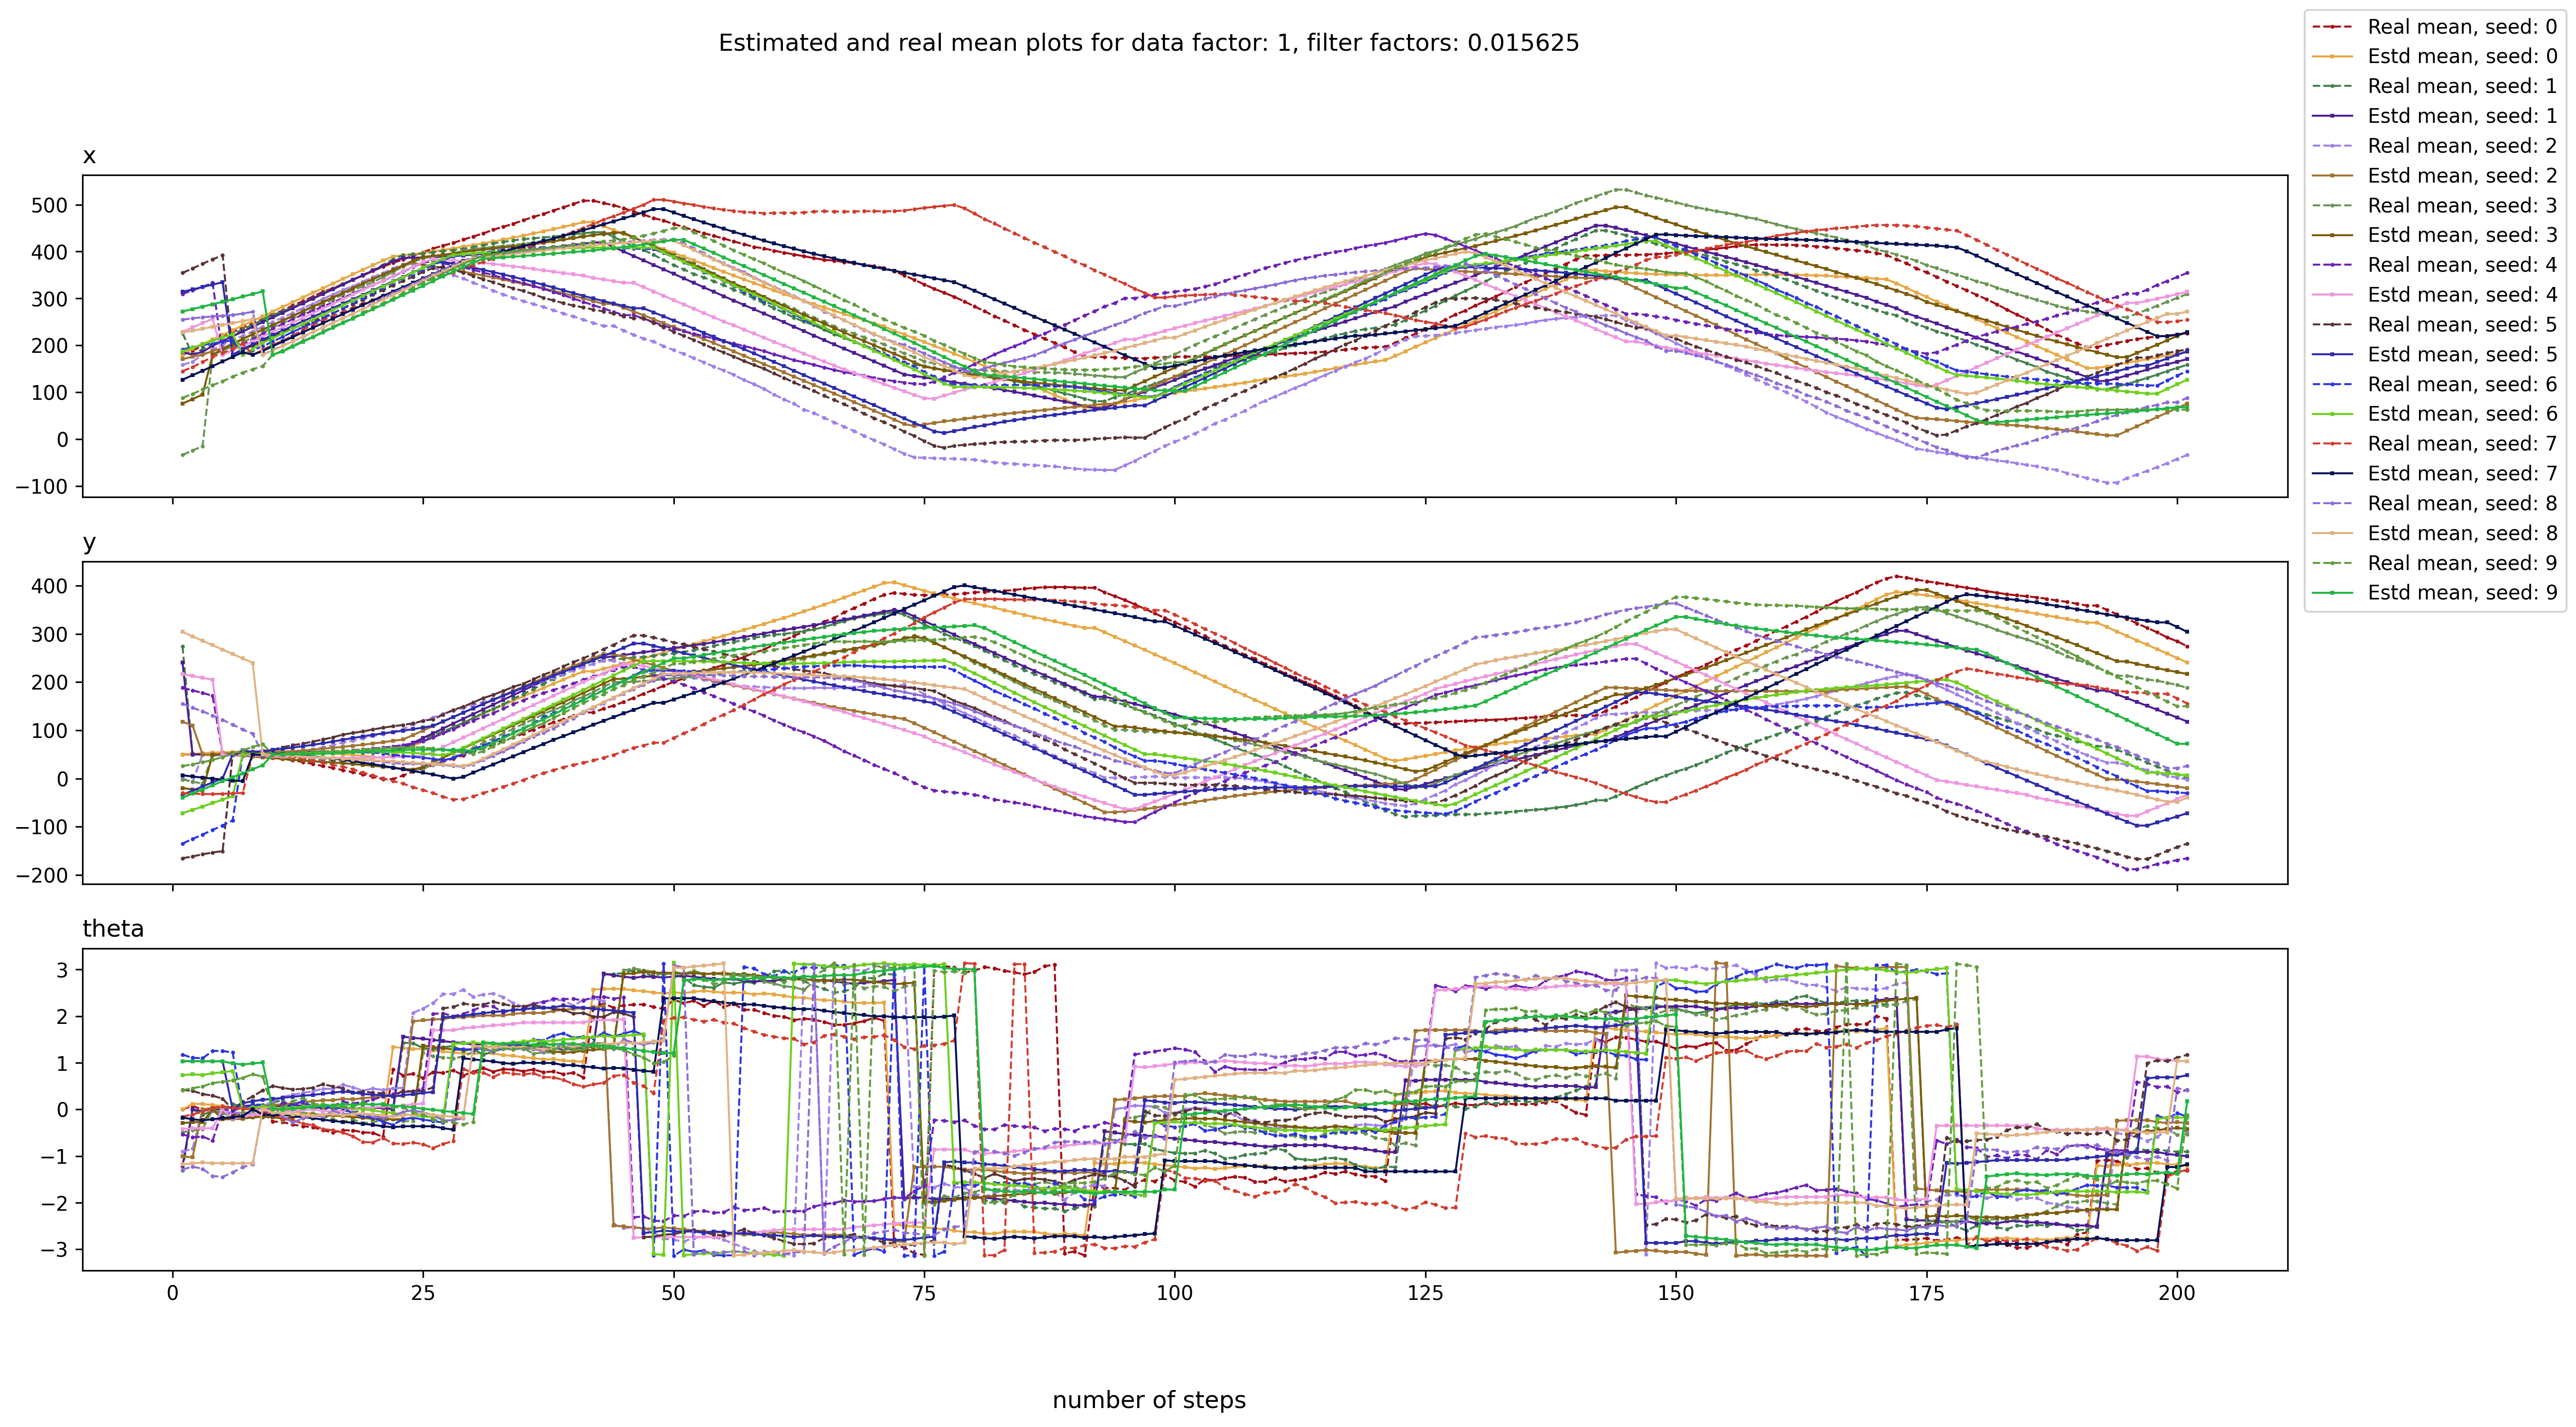 Estimated and real mean plots for data factor: 1, filter factors: 0.015625
Real mean, seed: 0
Estd mean, seed: 0
Real mean, seed: 1
Estd mean, seed: 1
Real mean, seed: 2
Estd mean, seed: 2
Real mean, seed: 3
Estd mean, seed: 3
Real mean, seed: 4
Estd mean, seed: 4
Real mean, seed: 5
Estd mean, seed: 5
Real mean, seed: 6
Estd mean, seed: 6
Real mean, seed: 7
Estd mean, seed: 7
Real mean, seed: 8
Estd mean, seed: 8
Real mean, seed: 9
Estd mean, seed: 9
x
500
400
300
200
100
0
−100
y
400
300
200
100
0
−100
−200
theta
3
2
1
0
−1
−2
−3
0 25 50 75 100 125 150 175 200
number of steps